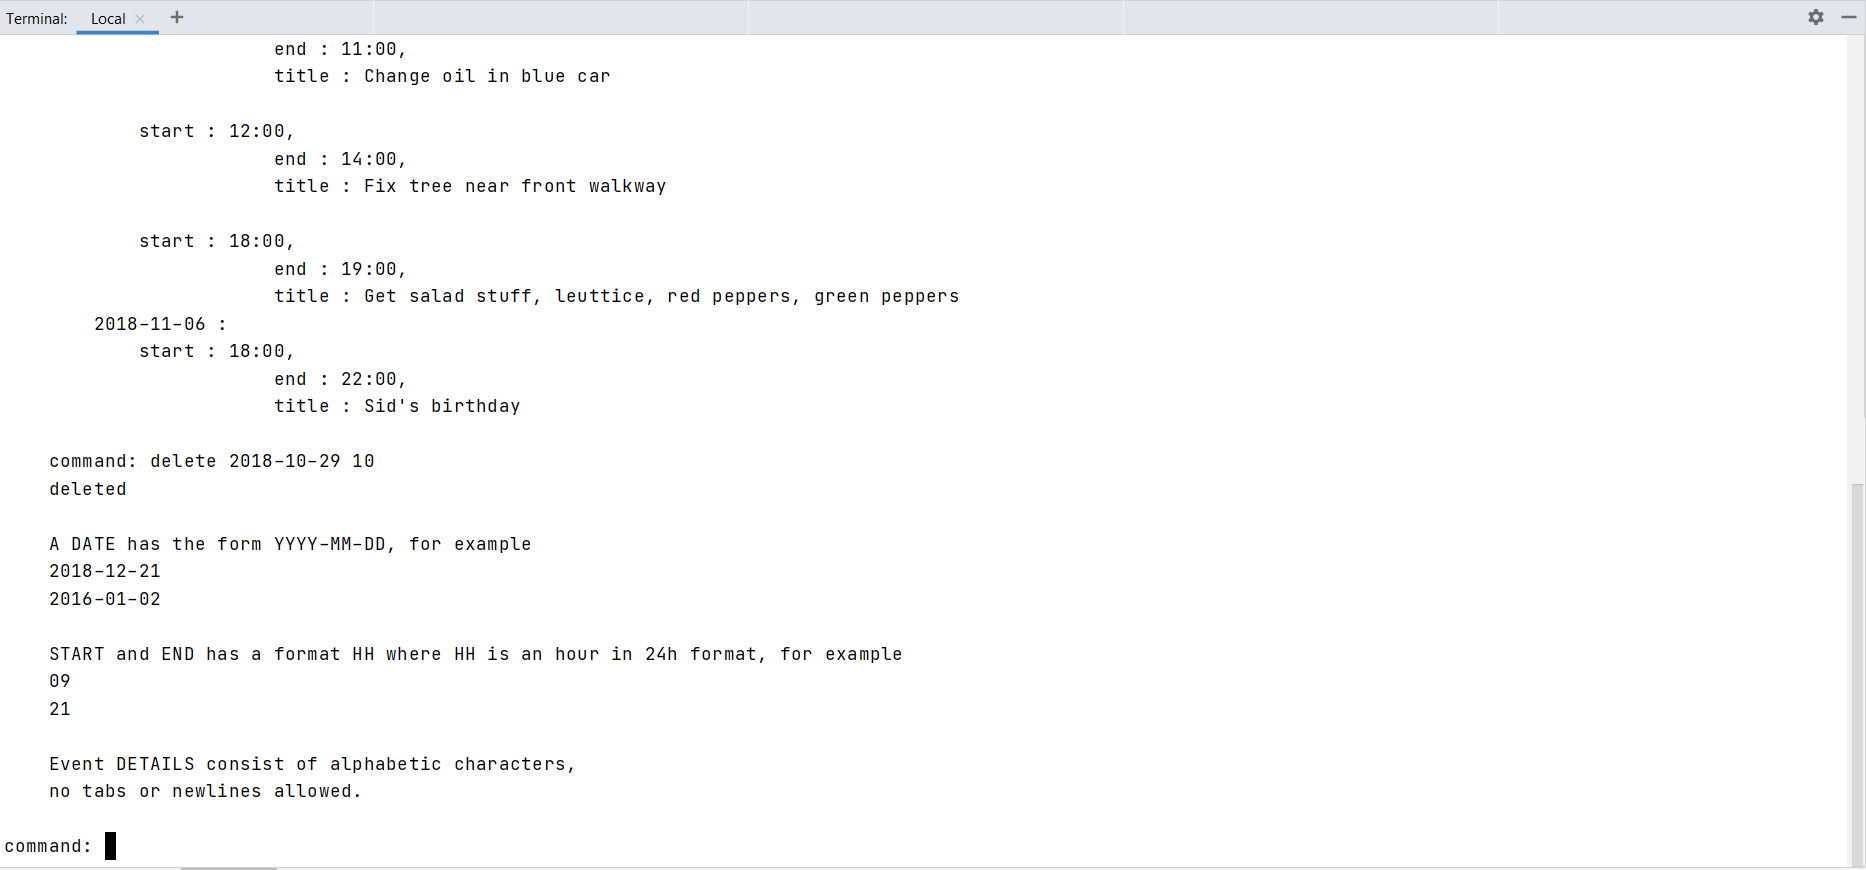 Terminal: Local × +
end : 11:00,
title : Change oil in blue car
start : 12:00,
end : 14:00,
title : Fix tree near front walkway
start : 18:00,
end : 19:00,
title : Get salad stuff, leuttice, red peppers, green peppers
2018-11-06 :
start : 18:00,
end : 22:00,
title : Sid's birthday
command: delete 2018-10-29 10
deleted
A DATE has the form YYYY-MM-DD, for example
2018-12-21
2016-01-02
START and END has a format HH where HH is an hour in 24h format, for example
09
21
Event DETAILS consist of alphabetic characters,
no tabs or newlines allowed.
command: